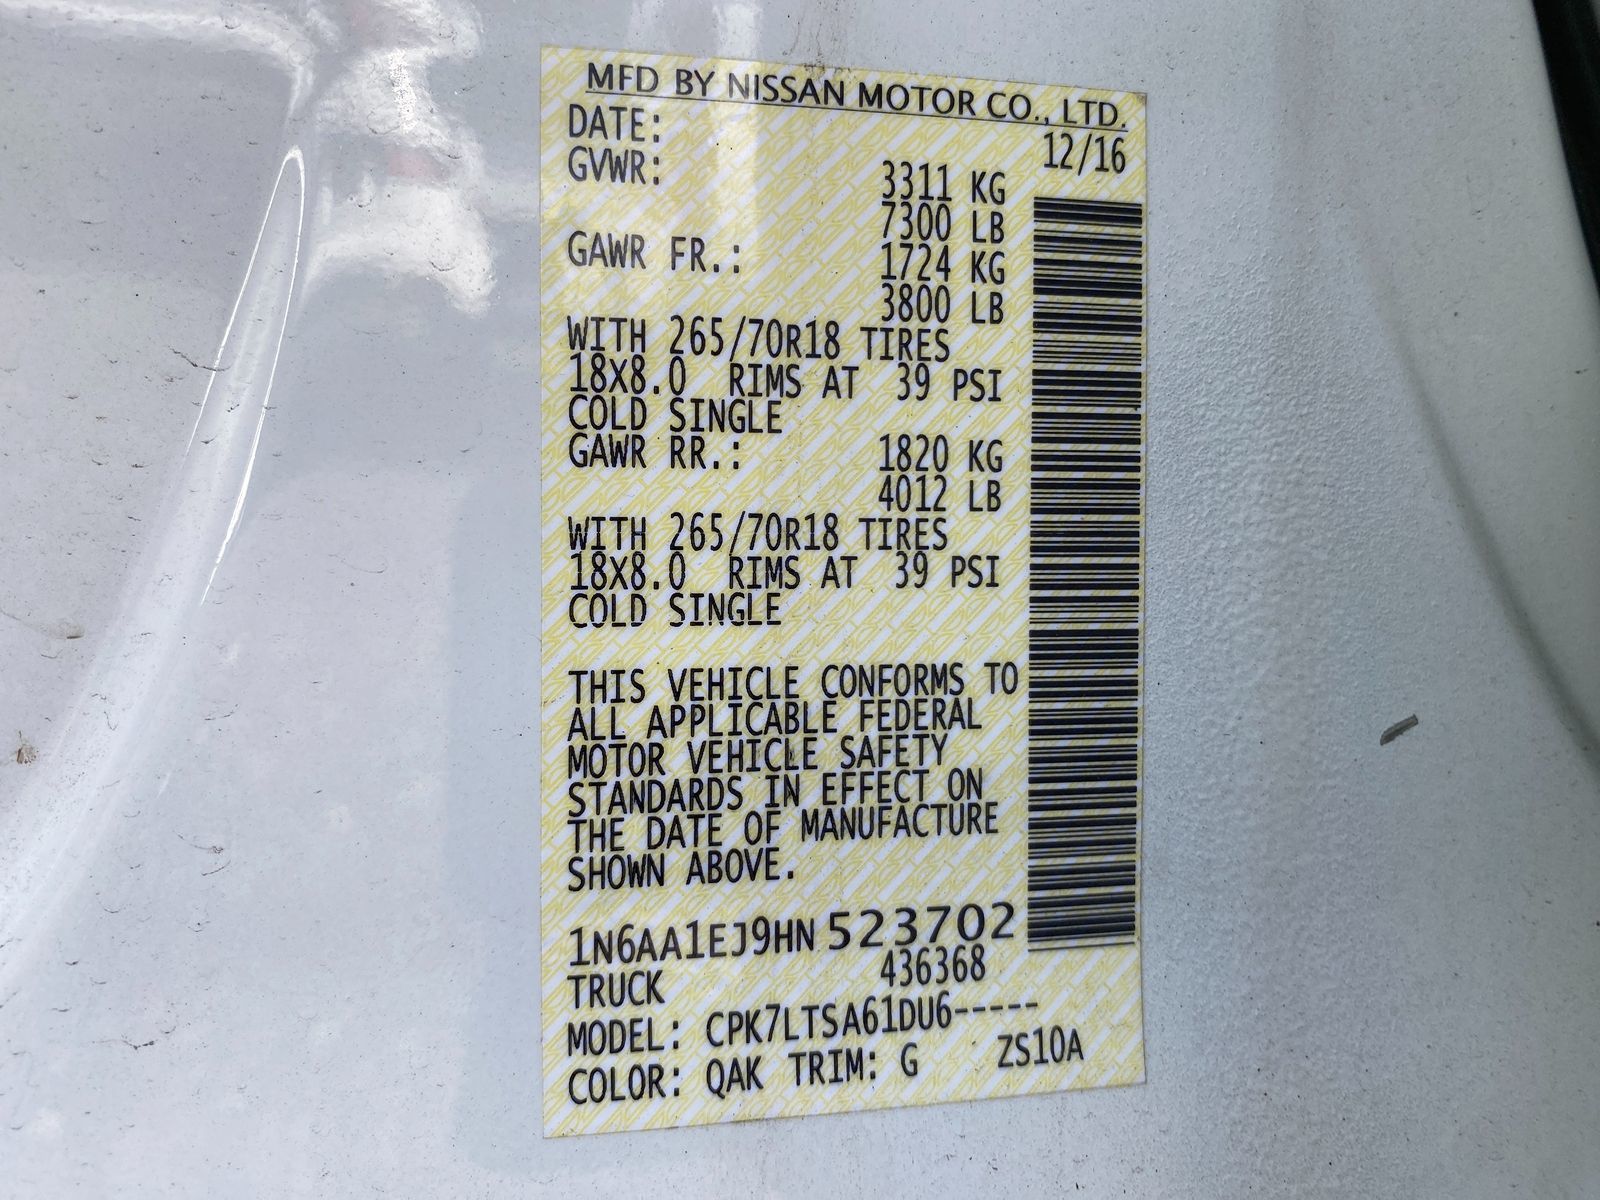 MFD BY NISSAN MOTOR CO., LTD.
DATE: 12/16
GVWR: 3311 KG
7300 LB
GAWR FR.: 1724 KG
3800 LB
WITH 265/70R18 TIRES
18X8.0 RIMS AT 39 PSI
COLD SINGLE
GAWR RR.: 1820 KG
4012 LB
WITH 265/70R18 TIRES
18X8.0 RIMS AT 39 PSI
COLD SINGLE
THIS VEHICLE CONFORMS TO
ALL APPLICABLE FEDERAL
MOTOR VEHICLE SAFETY
STANDARDS IN EFFECT ON
THE DATE OF MANUFACTURE
SHOWN ABOVE.
1N6AA1EJ9HN523702
TRUCK 436368
MODEL: CPK7LTSA61DU6-----
COLOR: QAK TRIM: G ZS10A